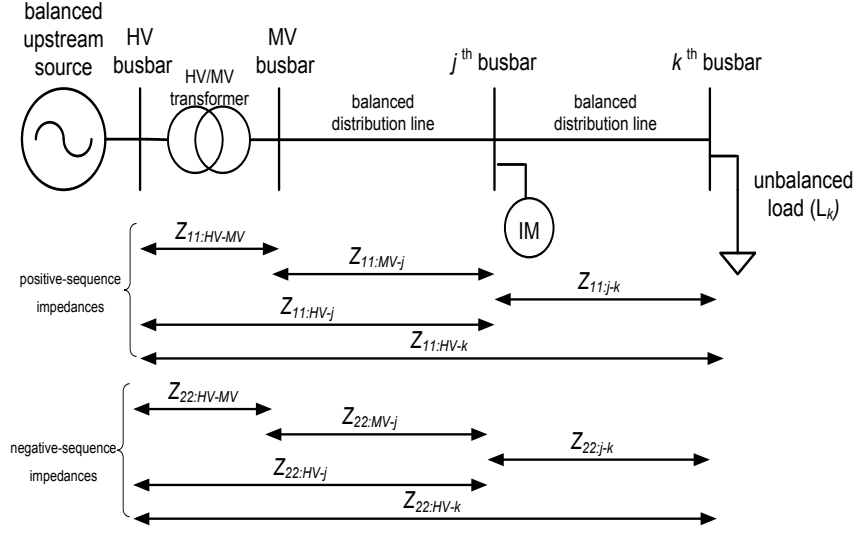 balanced
upstream
source
HV
busbar
HV/MV
transformer
MV
busbar
balanced
distribution line
j th busbar
balanced
distribution line
k th busbar
IM
unbalanced
load (Lk)
positive-sequence
impedances
Z11:HV-MV
Z11:MV-j
Z11:j-k
Z11:HV-j
Z11:HV-k
negative-sequence
impedances
Z22:HV-MV
Z22:MV-j
Z22:j-k
Z22:HV-j
Z22:HV-k